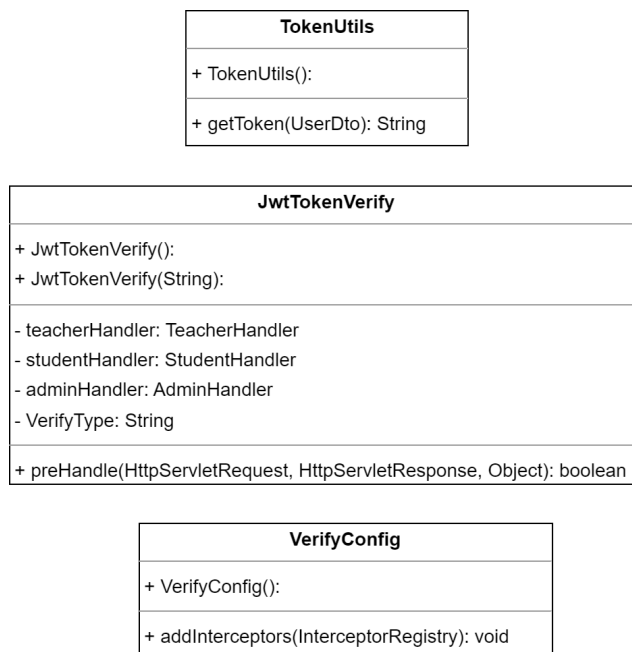 TokenUtils
+ TokenUtils():
+ getToken(UserDto): String
JwtTokenVerify
+ JwtTokenVerify():
+ JwtTokenVerify(String):
- teacherHandler: TeacherHandler
- studentHandler: StudentHandler
- adminHandler: AdminHandler
- VerifyType: String
+ preHandle(HttpServletRequest, HttpServletResponse, Object): boolean
VerifyConfig
+ VerifyConfig():
+ addInterceptors(InterceptorRegistry): void